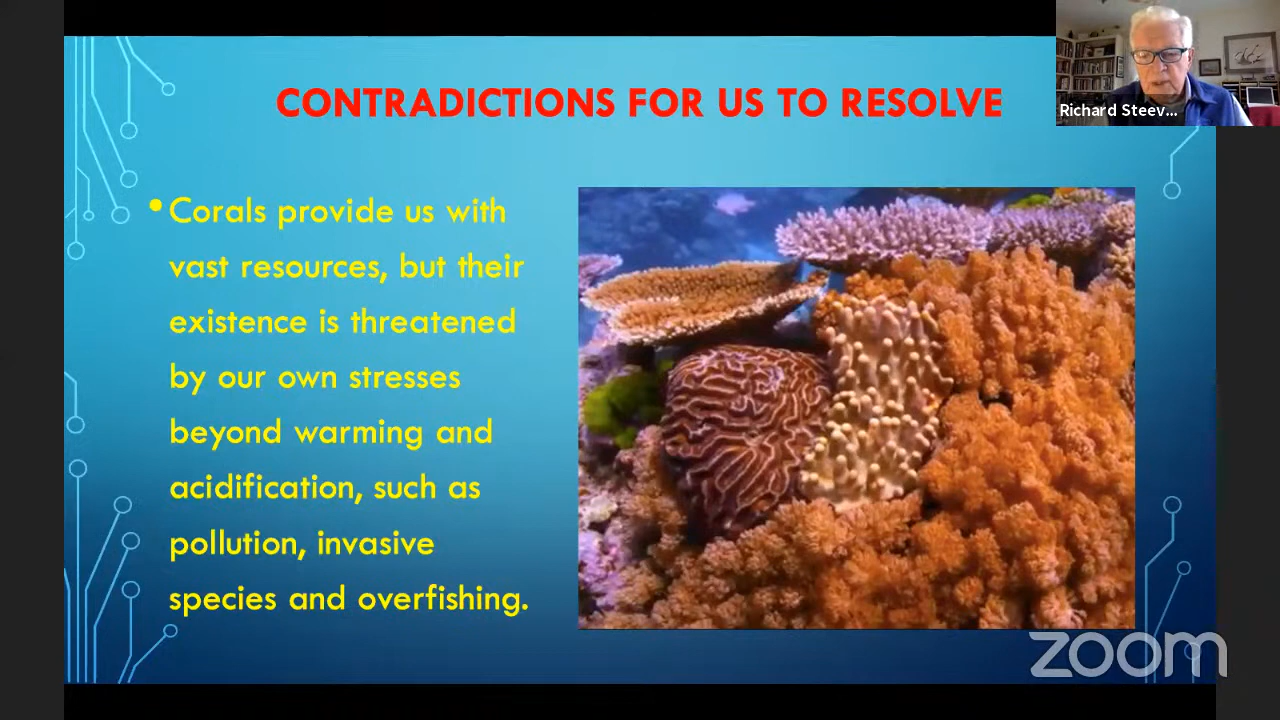 CONTRADICTIONS FOR US TO RESOLVE
Richard Steev...
• Corals provide us with
vast resources, but their
existence is threatened
by our own stresses
beyond warming and
acidification, such as
pollution, invasive
species and overfishing.
zoom